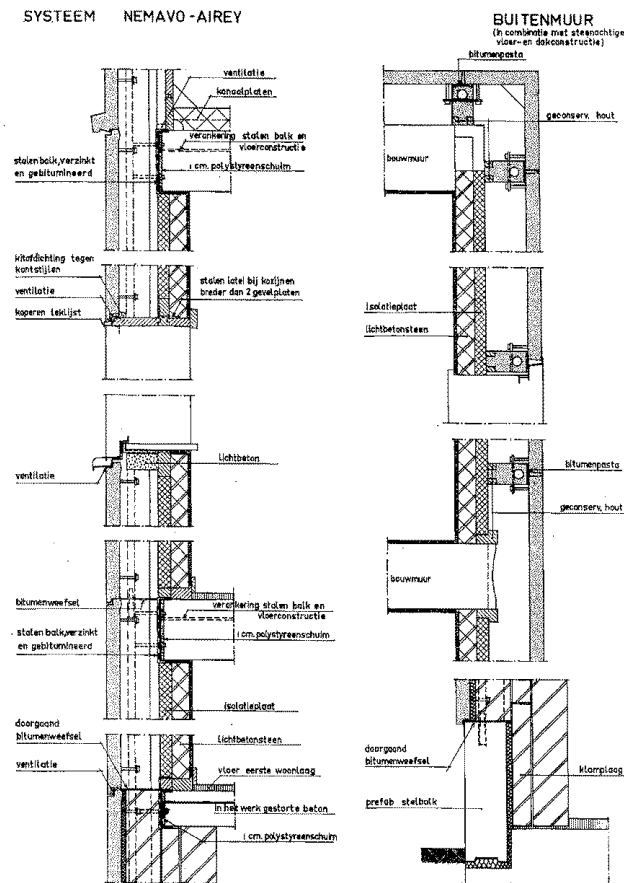 SYSTEEM NEMAVO-AIREY
BUITENMUUR
(in combinatie met steenachtige
vloer- en dakconstructie)
ventilatie
kanaalplaten
verankering stalen balk en
vloerconstructie
1 cm. polystyreenschuim
stalen balk, verzinkt
en gebitumineerd
kitafdichting tegen
kantstijlen
ventilatie
koperen leklijst
stalen latei bij kozijnen
breder dan 2 gevelplaten
lichtbeton
ventilatie
bitumenweefsel
stalen balk, verzinkt
en gebitumineerd
verankering stalen balk en
vloerconstructie
1 cm. polystyreenschuim
isolatieplaat
doorgaand
bitumenweefsel
ventilatie
lichtbetonsteen
vloer eerste woonlaag
in het werk gestorte beton
1 cm. polystyreenschuim
bitumenpasta
geconserv. hout
bouwmuur
isolatieplaat
lichtbetonsteen
bitumenpasta
geconserv. hout
bouwmuur
doorgaand
bitumenweefsel
klamplaag
prefab stelbalk